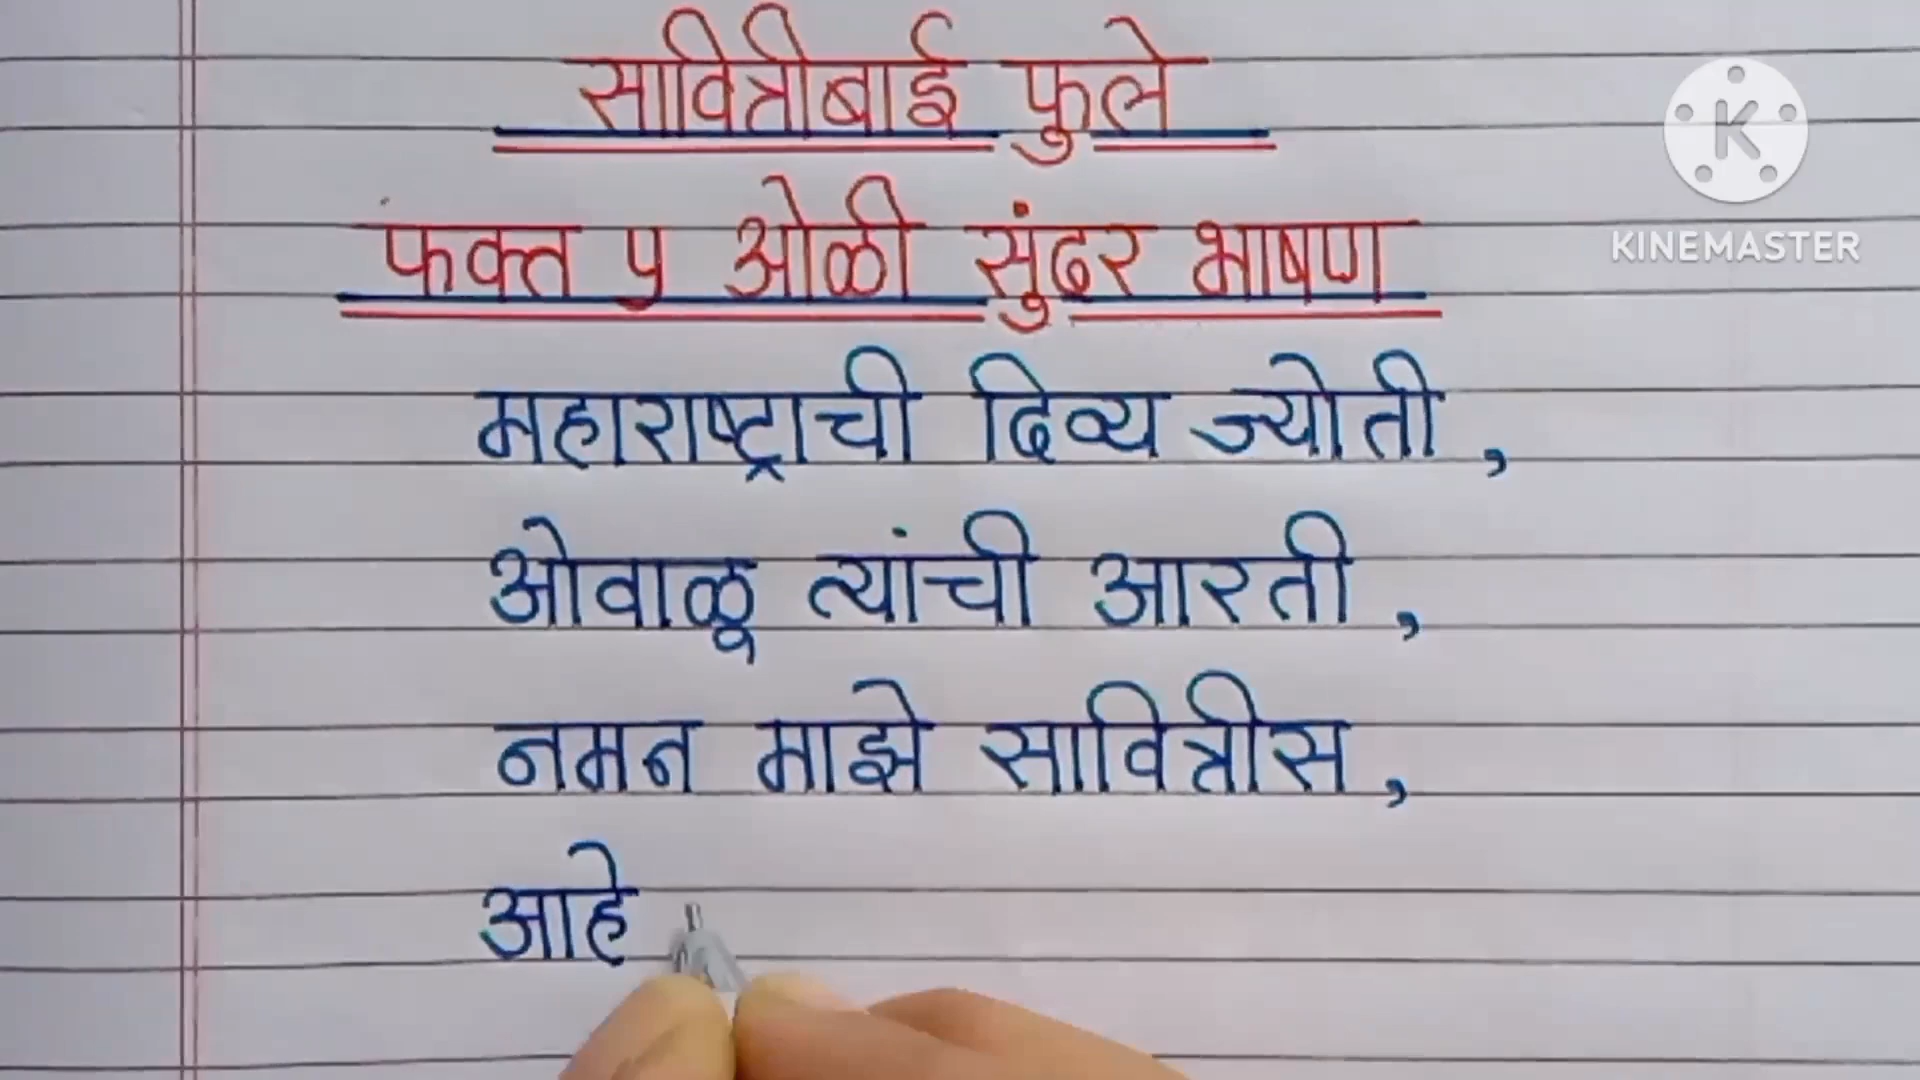 सावित्रीबाई फुले
फक्त ५ ओळी सुंदर भाषण
महाराष्ट्राची दिव्य ज्योती,
ओवाळू त्यांची आरती,
नमन माझे सावित्रीस,
आहे
K
KINEMASTER